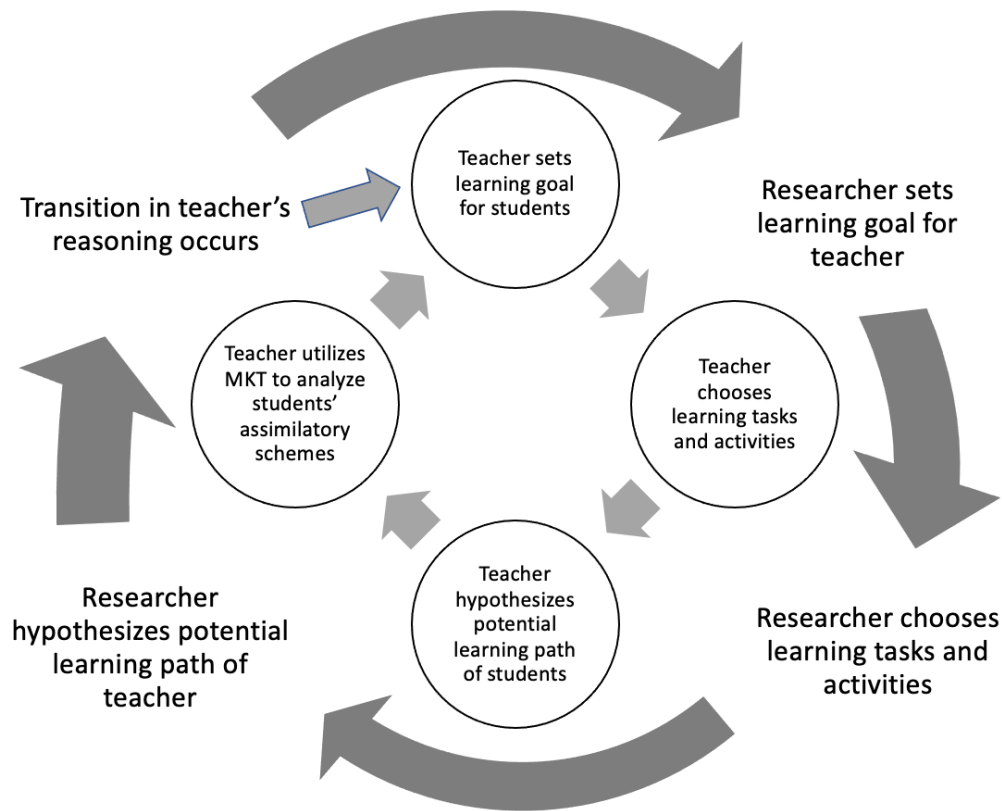 Teacher sets
learning goal
for students
Researcher sets
learning goal for
teacher
Transition in teacher's
reasoning occurs
Teacher utilizes
MKT to analyze
students'
assimilatory
schemes
Teacher
chooses
learning tasks
and activities
Teacher
hypothesizes
potential
learning path
of students
Researcher
hypothesizes potential
learning path of
teacher
Researcher chooses
learning tasks and
activities